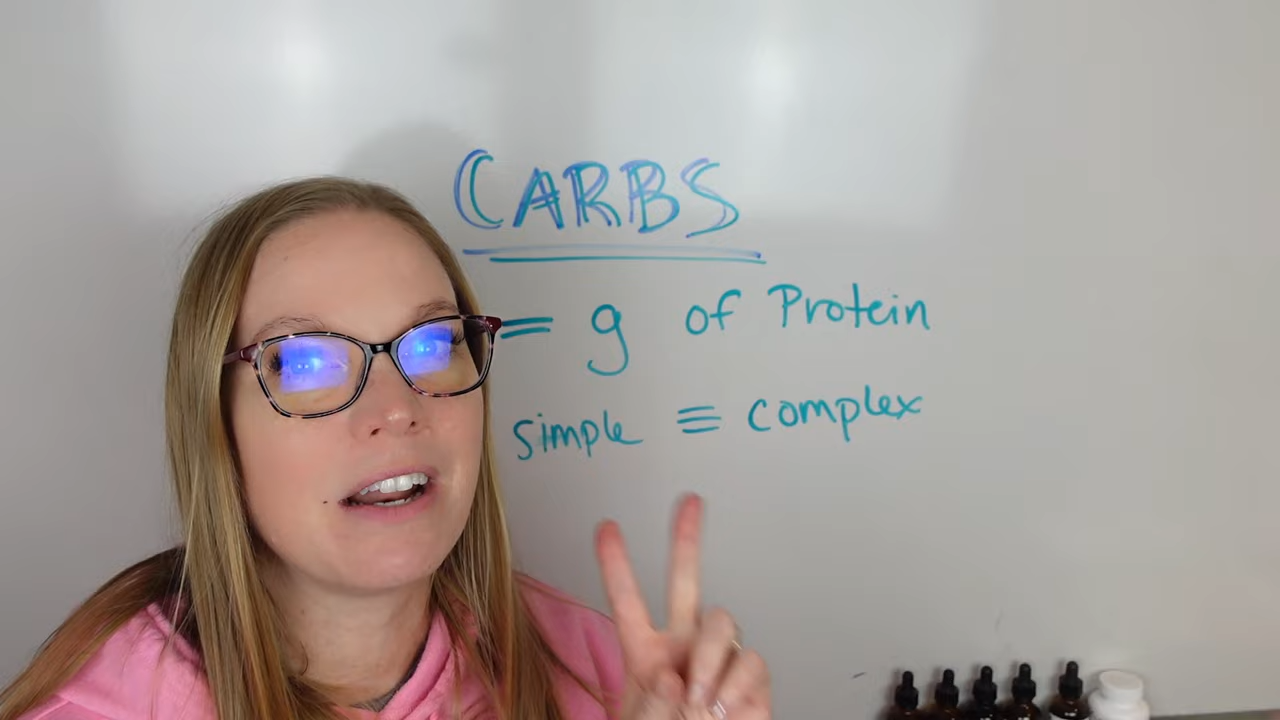 CARBS
= g of Protein
simple ≡ complex